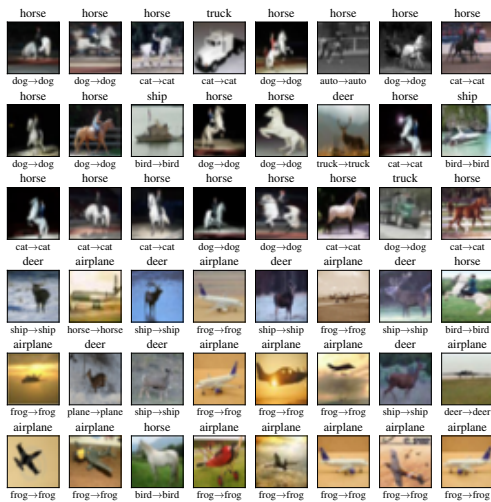 horse horse horse truck horse horse horse horse
dog→dog dog→dog cat→cat cat→cat dog→dog auto→auto dog→dog cat→cat
horse horse ship horse horse deer horse ship
dog→dog dog→dog bird→bird dog→dog dog→dog truck→truck cat→cat bird→bird
horse horse horse horse horse horse truck horse
cat→cat cat→cat cat→cat dog→dog dog→dog cat→cat dog→dog cat→cat
deer airplane deer airplane deer airplane deer horse
ship→ship horse→horse ship→ship frog→frog ship→ship frog→frog ship→ship bird→bird
airplane deer deer airplane airplane airplane deer airplane
frog→frog plane→plane ship→ship frog→frog frog→frog frog→frog ship→ship deer→deer
airplane airplane horse airplane airplane airplane airplane airplane
frog→frog frog→frog bird→bird frog→frog frog→frog frog→frog frog→frog frog→frog